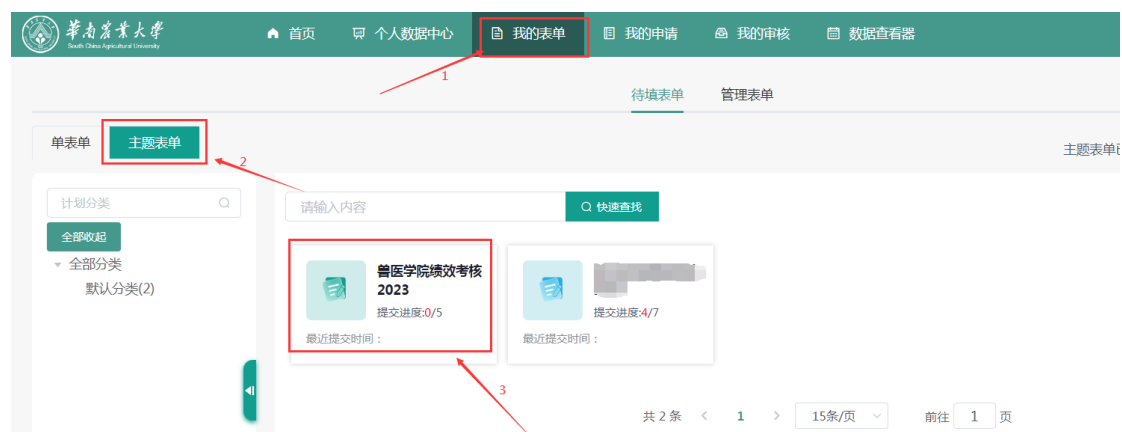 華南農業大學
South China Agricultural University
首页
个人数据中心
我的表单
我的申请
我的审核
数据查看器
1
待填表单
管理表单
单表单
主题表单
2
主题表单已
计划分类
请输入内容
快速查找
全部收起
全部分类
默认分类(2)
兽医学院绩效考核
2023
提交进度:0/5
最近提交时间：
提交进度:4/7
最近提交时间：
3
共 2 条
<
1
>
15条/页
前往
1
页